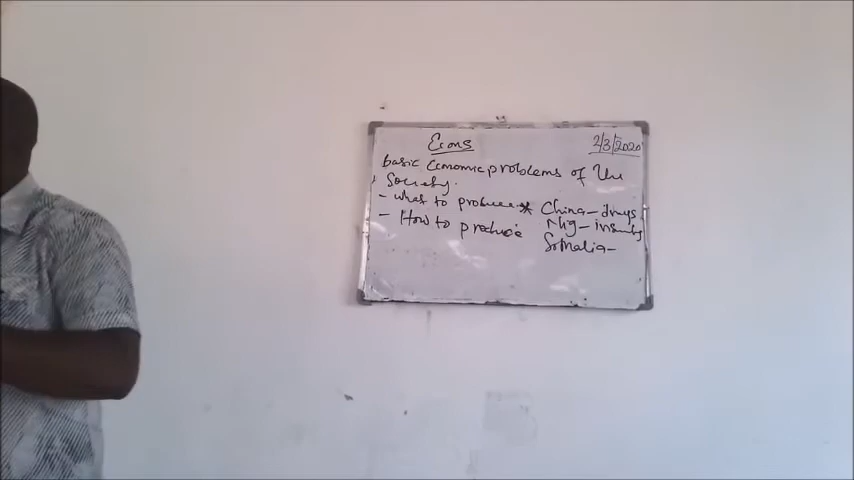 Econs
2/3/2020
basic Economic problems of the
Society.
- what to produce * China - drugs
- How to produce Nig - insurity
Somalia -